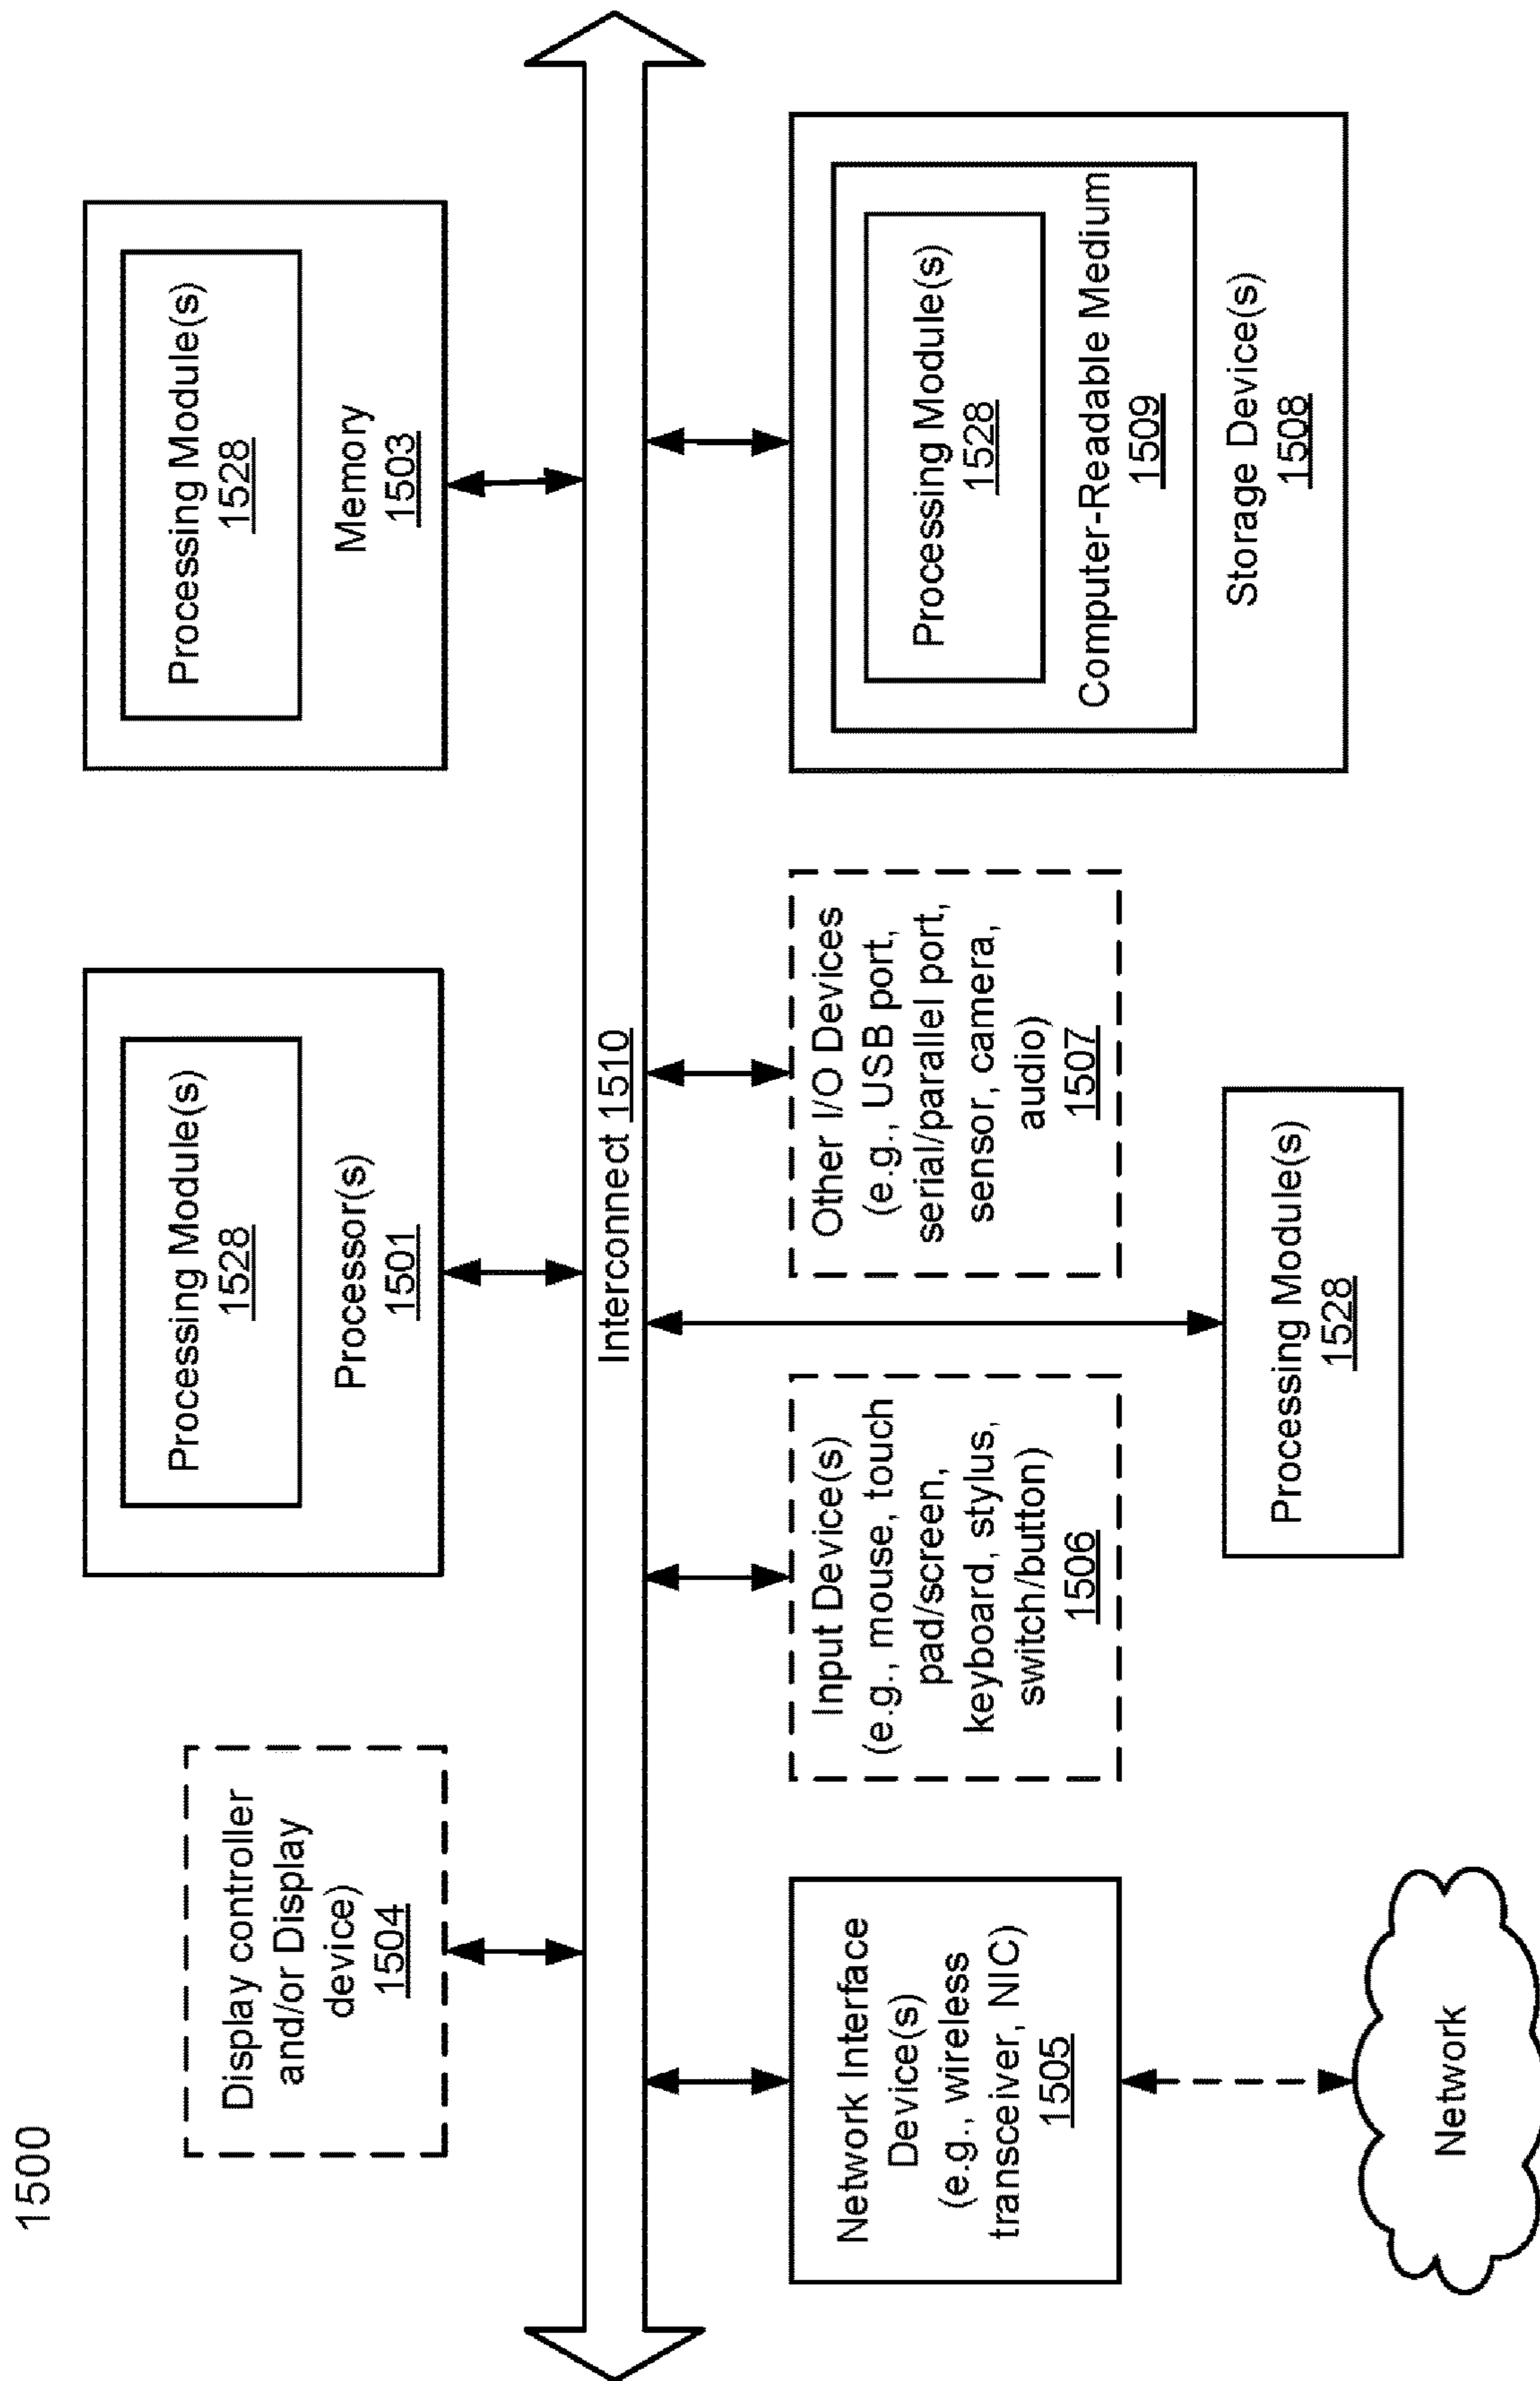 1500
Display controller
and/or Display
device)
1504
Processing Module(s)
1528
Processor(s)
1501
Processing Module(s)
1528
Memory
1503
Interconnect 1510
Network Interface
Device(s)
(e.g., wireless
transceiver, NIC)
1505
Input Device(s)
(e.g., mouse, touch
pad/screen,
keyboard, stylus,
switch/button)
1506
Other I/O Devices
(e.g., USB port,
serial/parallel port,
sensor, camera,
audio)
1507
Processing Module(s)
1528
Computer-Readable Medium
1509
Storage Device(s)
1508
Processing Module(s)
1528
Network